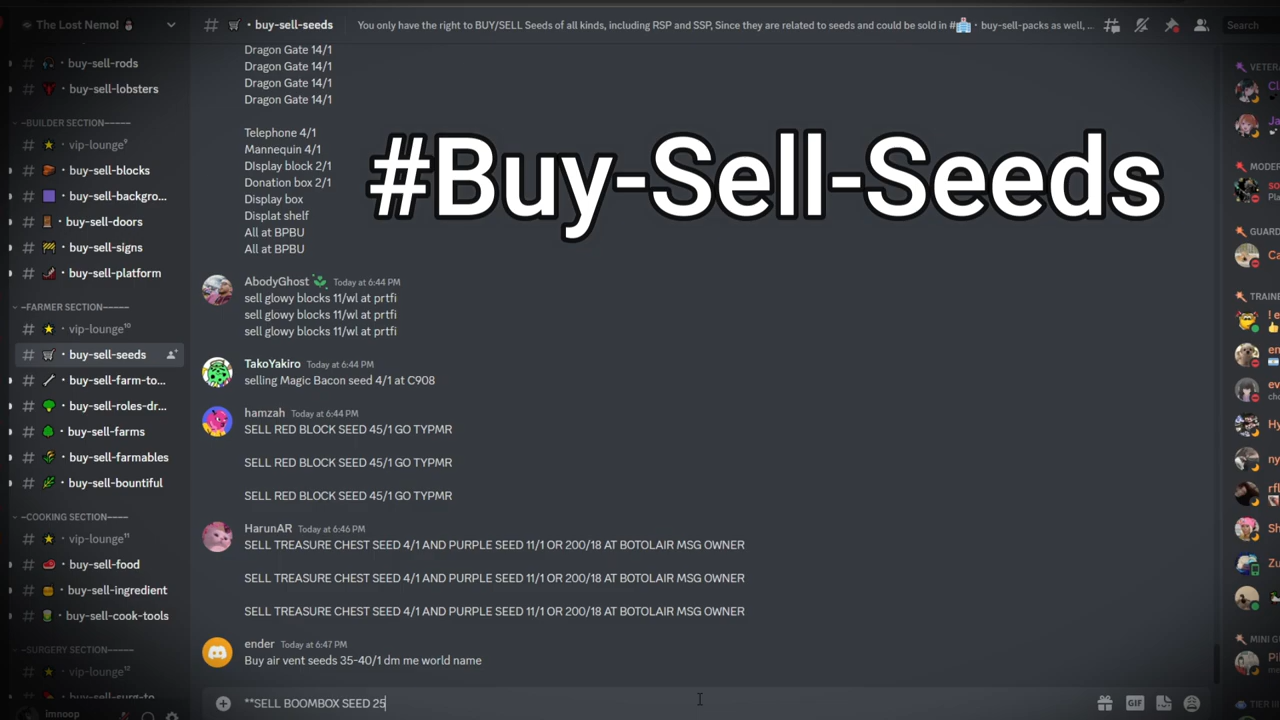 The Lost Nemo!
buy-sell-rods
buy-sell-lobsters
-BUILDER SECTION-----
vip-lounge⁹
buy-sell-blocks
buy-sell-backgro...
buy-sell-doors
buy-sell-signs
buy-sell-platform
-FARMER SECTION-----
vip-lounge¹⁰
buy-sell-seeds
buy-sell-farm-to...
buy-sell-roles-dr...
buy-sell-farms
buy-sell-farmables
buy-sell-bountiful
-COOKING SECTION----
vip-lounge¹¹
buy-sell-food
buy-sell-ingredient
buy-sell-cook-tools
-SURGERY SECTION----
vip-lounge¹²
imnoop
buy-sell-seeds
You only have the right to BUY/SELL Seeds of all kinds, including RSP and SSP, Since they are related to seeds and could be sold in #・buy-sell-packs as well, ...
Search
Dragon Gate 14/1
Dragon Gate 14/1
Dragon Gate 14/1
Dragon Gate 14/1
Telephone 4/1
Mannequin 4/1
DIsplay block 2/1
Donation box 2/1
Display box
Displat shelf
All at BPBU
All at BPBU
#Buy-Sell-Seeds
AbodyGhost Today at 6:44 PM
sell glowy blocks 11/wl at prtfi
sell glowy blocks 11/wl at prtfi
sell glowy blocks 11/wl at prtfi
TakoYakiro Today at 6:44 PM
selling Magic Bacon seed 4/1 at C908
hamzah Today at 6:44 PM
SELL RED BLOCK SEED 45/1 GO TYPMR
SELL RED BLOCK SEED 45/1 GO TYPMR
SELL RED BLOCK SEED 45/1 GO TYPMR
HarunAR Today at 6:46 PM
SELL TREASURE CHEST SEED 4/1 AND PURPLE SEED 11/1 OR 200/18 AT BOTOLAIR MSG OWNER
SELL TREASURE CHEST SEED 4/1 AND PURPLE SEED 11/1 OR 200/18 AT BOTOLAIR MSG OWNER
SELL TREASURE CHEST SEED 4/1 AND PURPLE SEED 11/1 OR 200/18 AT BOTOLAIR MSG OWNER
ender Today at 6:47 PM
Buy air vent seeds 35-40/1 dm me world name
**SELL BOOMBOX SEED 25
GIF